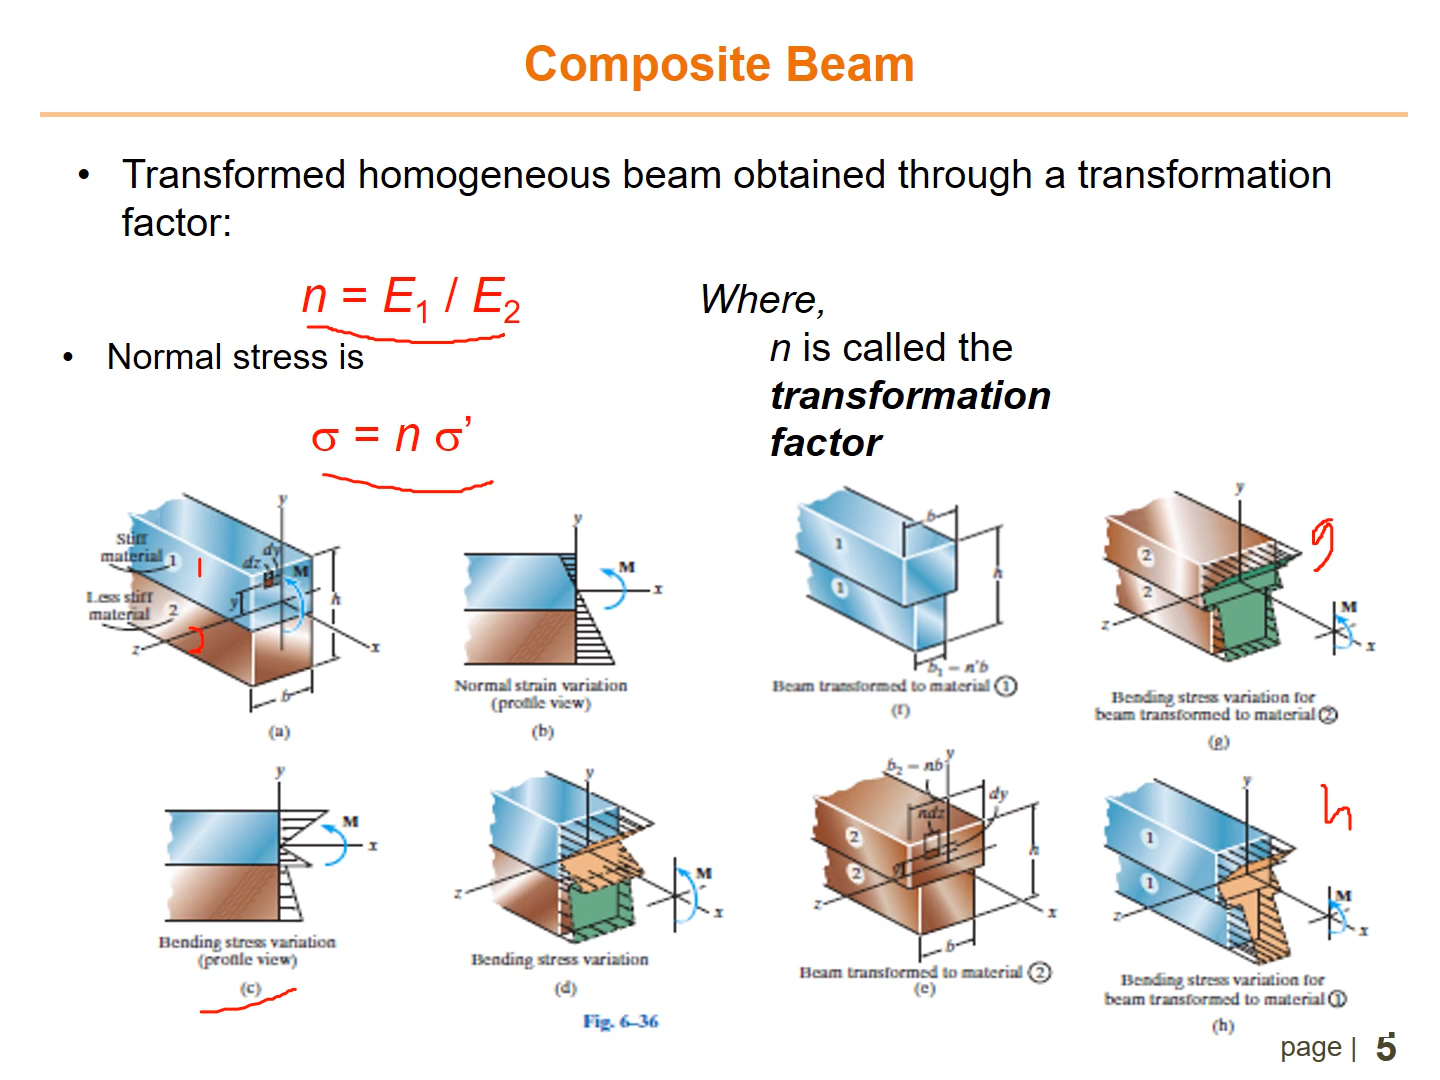 Composite Beam
• Transformed homogeneous beam obtained through a transformation
factor:
n = E1 / E2
Where,
n is called the
transformation
factor
• Normal stress is
σ = n σ’
y
Stiff
material 1
1
dy
dz
M
Less stiff
material 2
2
y
h
z
x
b
(a)
y
M
x
Normal strain variation
(profile view)
(b)
b
1
1
h
b1 = n'b
Beam transformed to material ①
(f)
y
g
2
2
z
M
x
Bending stress variation for
beam transformed to material ②
(g)
y
M
x
Bending stress variation
(profile view)
(c)
y
z
M
x
Bending stress variation
(d)
Fig. 6–36
b2 = nb
y
dy
ndz
2
2
y
h
z
x
b
Beam transformed to material ②
(e)
h
y
1
1
z
M
x
Bending stress variation for
beam transformed to material ①
(h)
page | 5